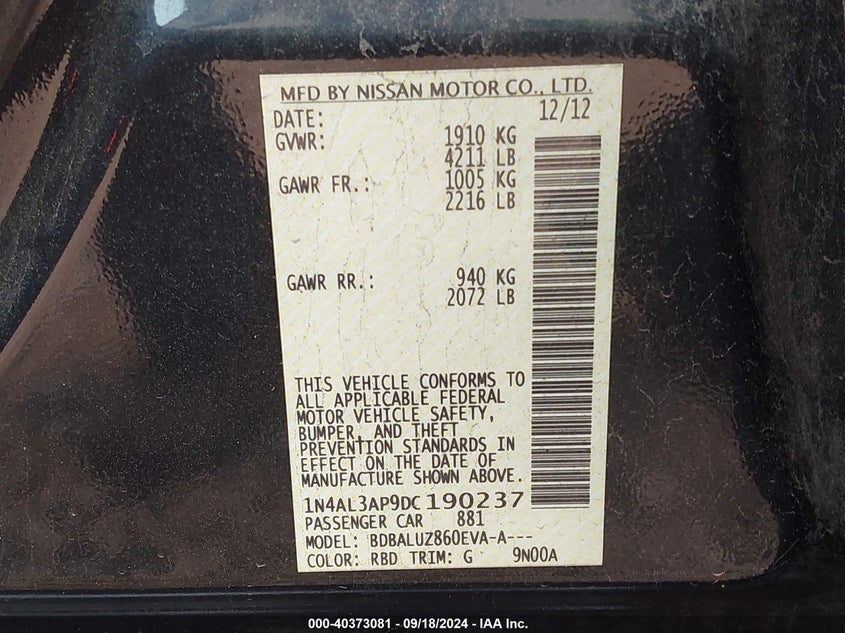 MFD BY NISSAN MOTOR CO., LTD.
DATE: 12/12
GVWR: 1910 KG
4211 LB
GAWR FR.: 1005 KG
2216 LB
GAWR RR.: 940 KG
2072 LB
THIS VEHICLE CONFORMS TO
ALL APPLICABLE FEDERAL
MOTOR VEHICLE SAFETY,
BUMPER, AND THEFT
PREVENTION STANDARDS IN
EFFECT ON THE DATE OF
MANUFACTURE SHOWN ABOVE.
1N4AL3AP9DC190237
PASSENGER CAR 881
MODEL: BDBALUZ860EVA-A---
COLOR: RBD TRIM: G 9N00A
000-40373081 - 09/18/2024 - IAA Inc.